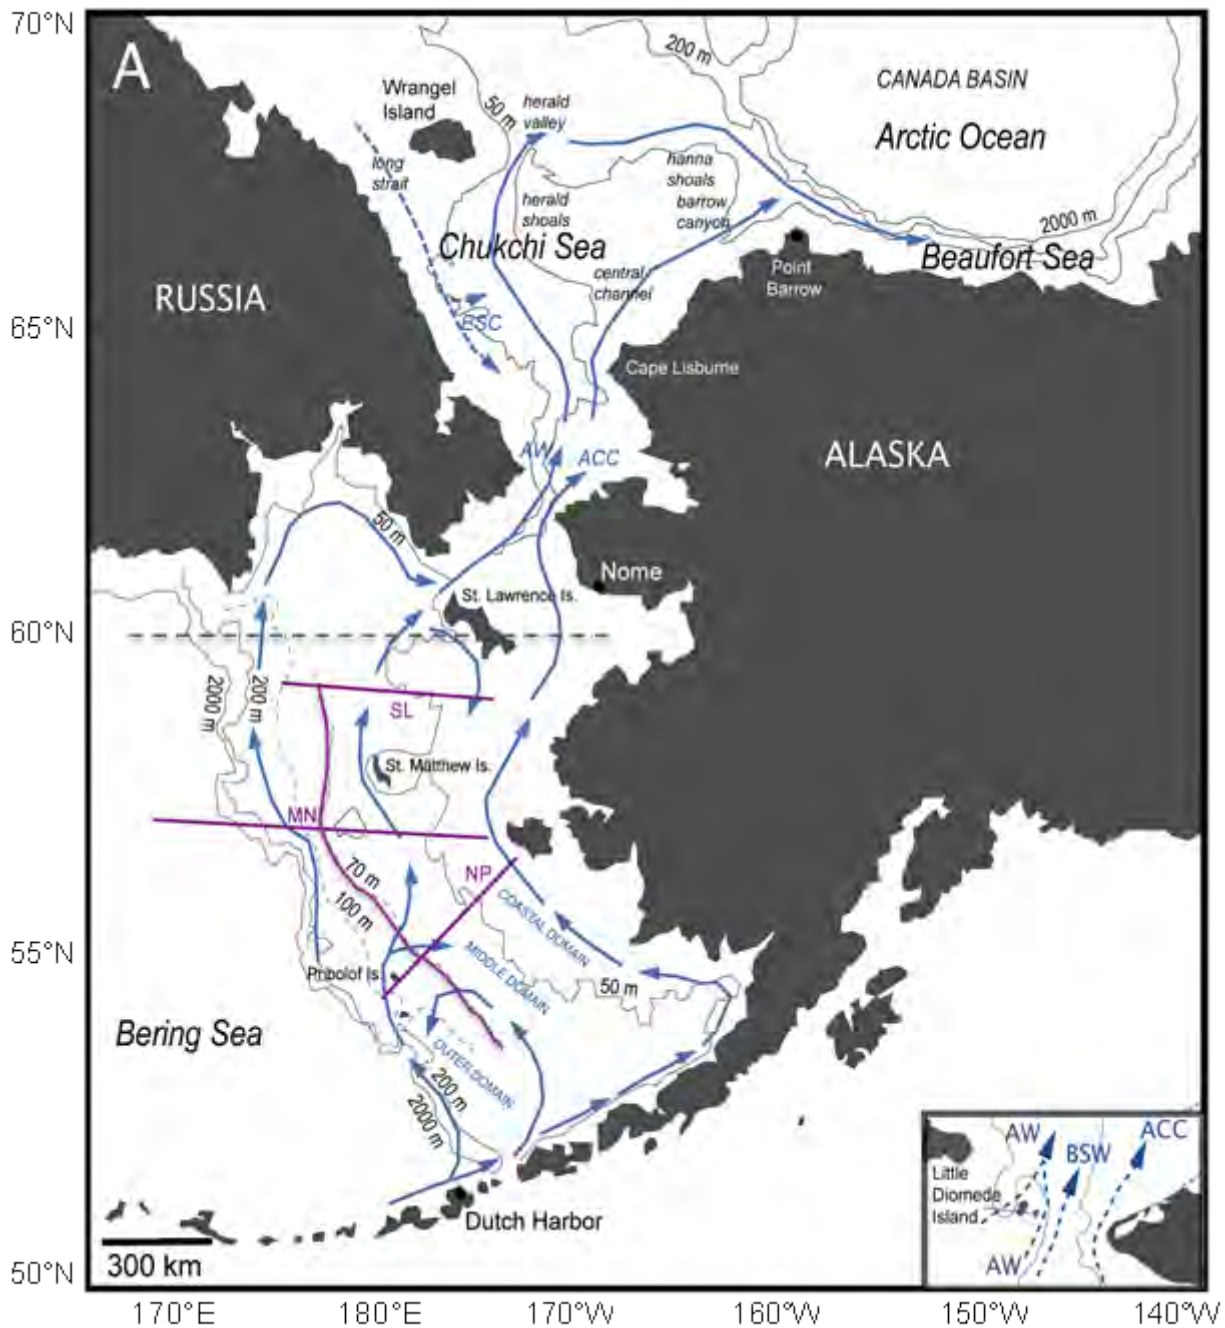 70°N
A
200 m
CANADA BASIN
Arctic Ocean
Wrangel
Island
50 m
herald
valley
long
strait
hanna
shoals
barrow
canyon
herald
shoals
2000 m
Chukchi Sea
Beaufort Sea
central
channel
Point
Barrow
RUSSIA
65°N
ESC
Cape Lisburne
AW
ACC
ALASKA
50 m
Nome
St. Lawrence Is.
60°N
2000 m
200 m
SL
St. Matthew Is.
MN
70 m
NP
100 m
COASTAL DOMAIN
55°N
Pribolof Is.
MIDDLE DOMAIN
50 m
Bering Sea
OUTER DOMAIN
200 m
2000 m
AW
BSW
ACC
Little
Diomede
Island
AW
Dutch Harbor
300 km
50°N
170°E
180°E
170°W
160°W
150°W
140°W